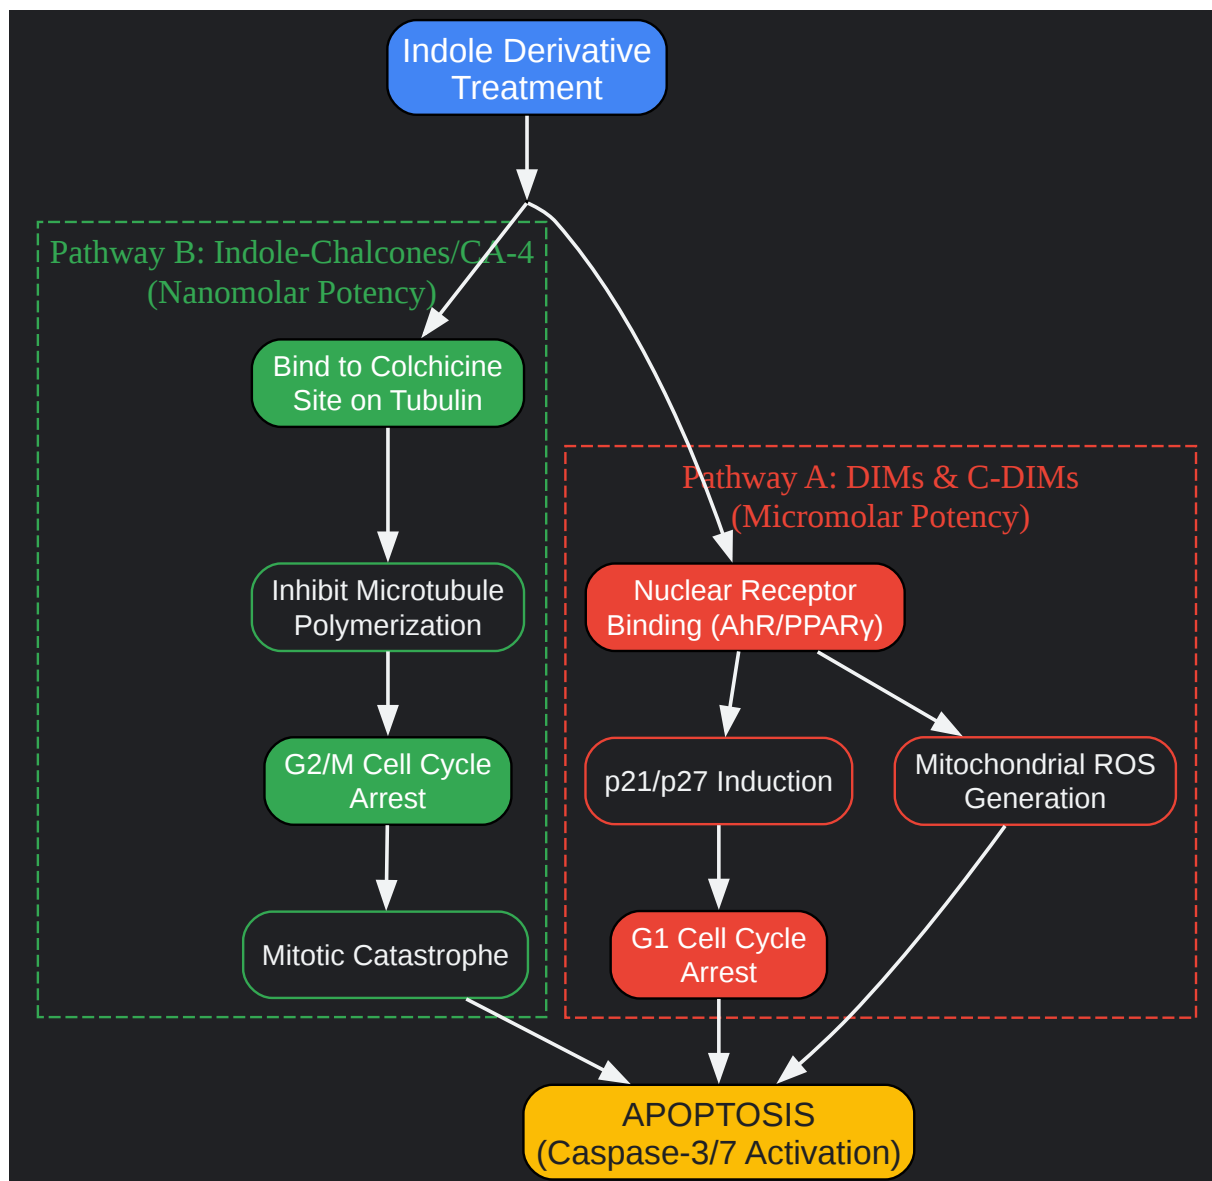 Indole Derivative
Treatment
Pathway B: Indole-Chalcones/CA-4
(Nanomolar Potency)
Bind to Colchicine
Site on Tubulin
Inhibit Microtubule
Polymerization
G2/M Cell Cycle
Arrest
Mitotic Catastrophe
Pathway A: DIMs & C-DIMs
(Micromolar Potency)
Nuclear Receptor
Binding (AhR/PPARγ)
p21/p27 Induction
Mitochondrial ROS
Generation
G1 Cell Cycle
Arrest
APOPTOSIS
(Caspase-3/7 Activation)